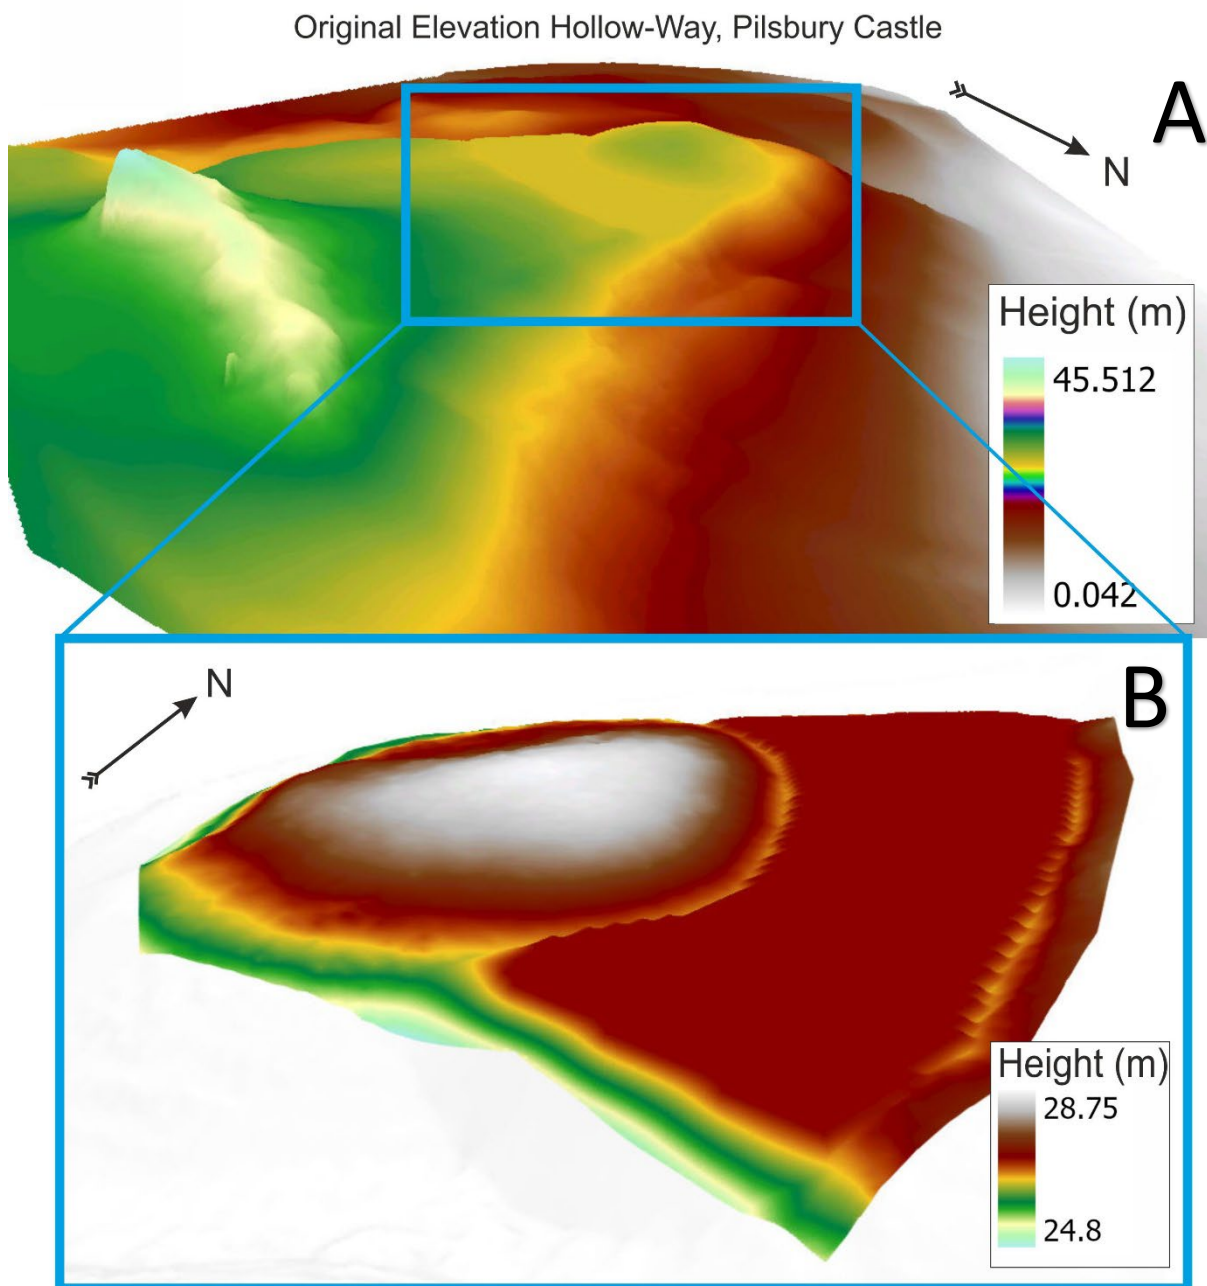 Original Elevation Hollow-Way, Pilsbury Castle
A
N
Height (m)
45.512
0.042
B
N
Height (m)
28.75
24.8